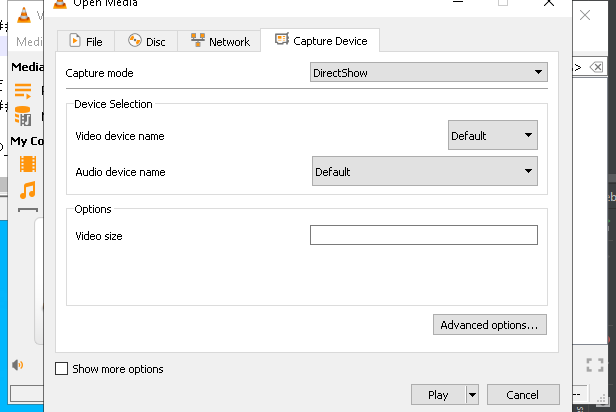 Open Media
Medi
File
Disc
Network
Capture Device
Media
Capture mode
DirectShow
Device Selection
Video device name
Default
My Co
Audio device name
Default
Options
Video size
Advanced options...
Show more options
Play
Cancel